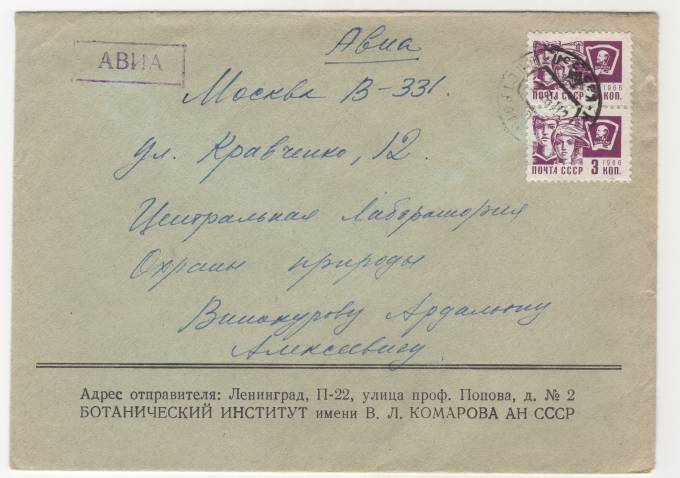 АВИА
Авиа
Москва В-331.
ул. Кравченко, 12.
Центральная Лаборатория
Охраны природы
Винокурову Ардальону
Алексеевичу
1966
ПОЧТА СССР КОП.
1966
ПОЧТА СССР 3 КОП.
Адрес отправителя: Ленинград, П-22, улица проф. Попова, д. № 2
БОТАНИЧЕСКИЙ ИНСТИТУТ имени В. Л. КОМАРОВА АН СССР